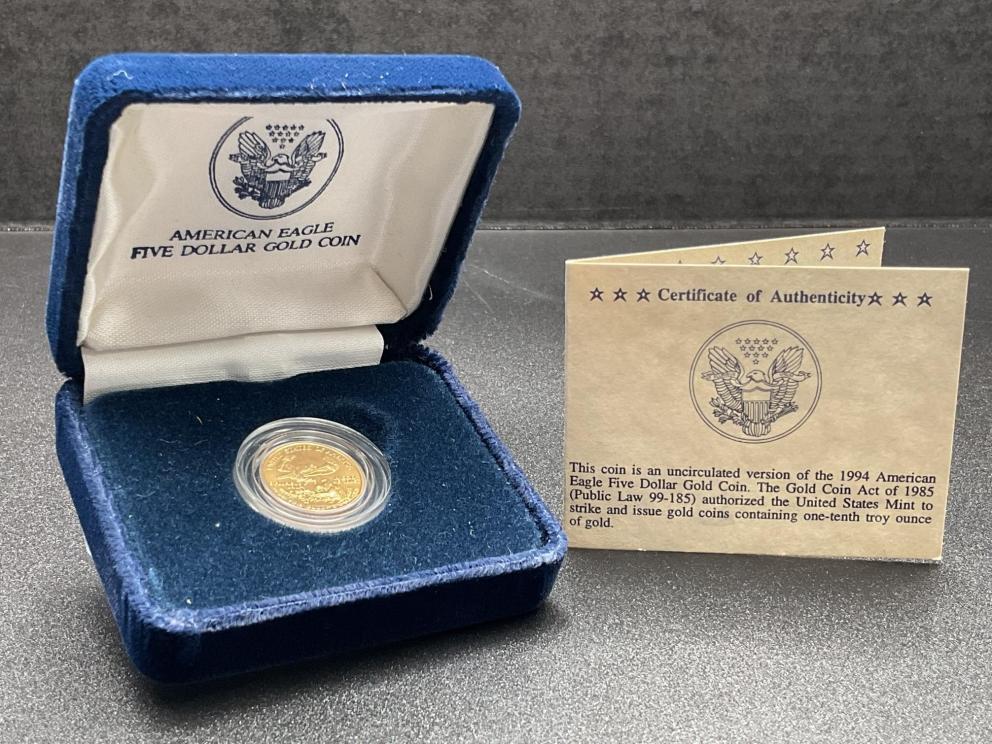 AMERICAN EAGLE
FIVE DOLLAR GOLD COIN
Certificate of Authenticity
This coin is an uncirculated version of the 1994 American
Eagle Five Dollar Gold Coin. The Gold Coin Act of 1985
(Public Law 99-185) authorized the United States Mint to
strike and issue gold coins containing one-tenth troy ounce
of gold.